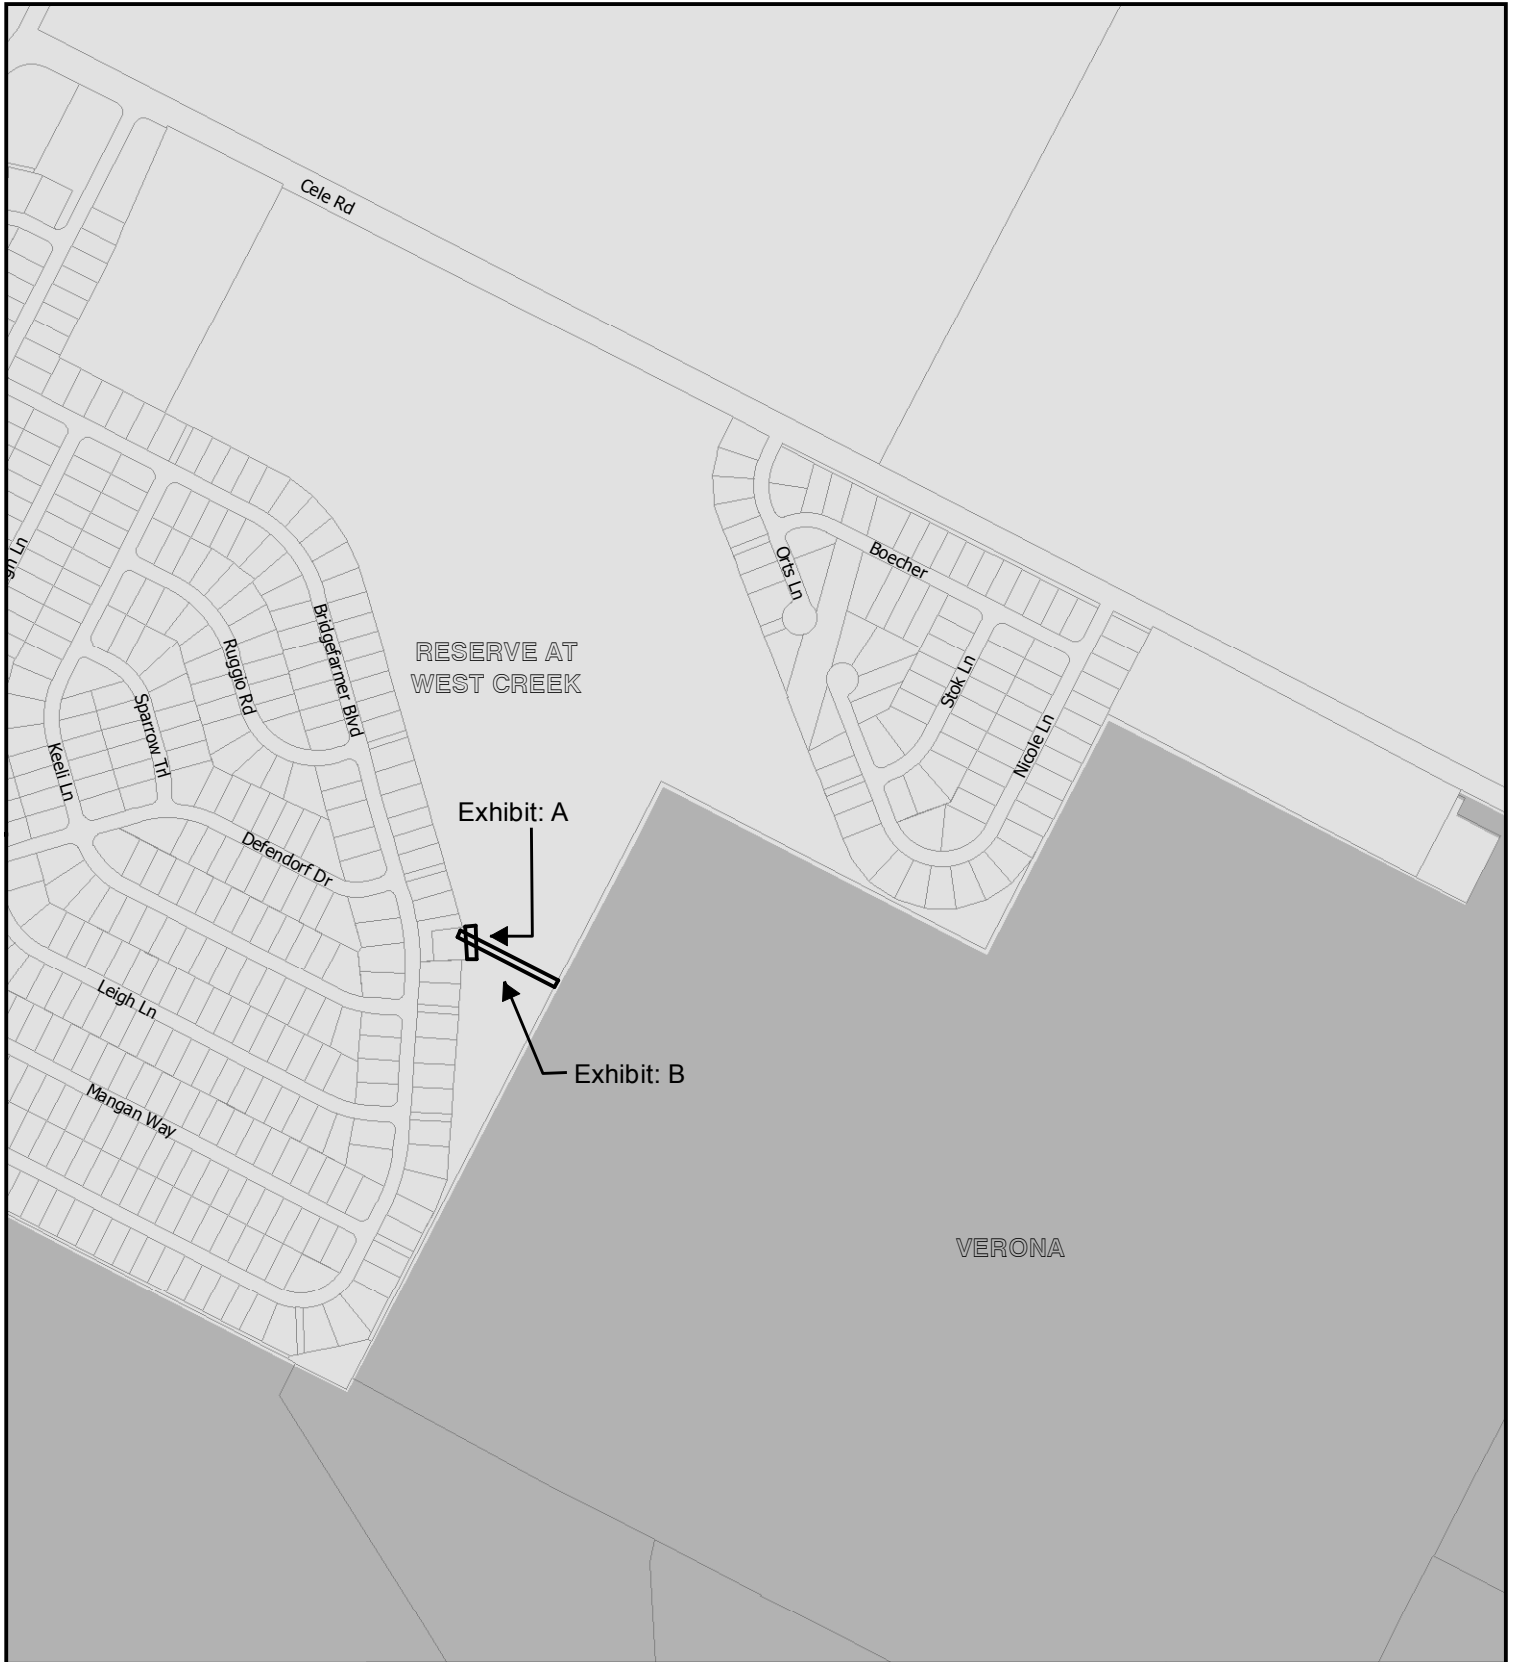 Cele Rd
Orts Ln
Boecher
Bridgefarmer Blvd
Ruggio Rd
RESERVE AT
WEST CREEK
Stok Ln
Nicole Ln
Sparrow Trl
Keeli Ln
Exhibit: A
Defendorf Dr
Leigh Ln
Exhibit: B
Mangan Way
VERONA
Ln